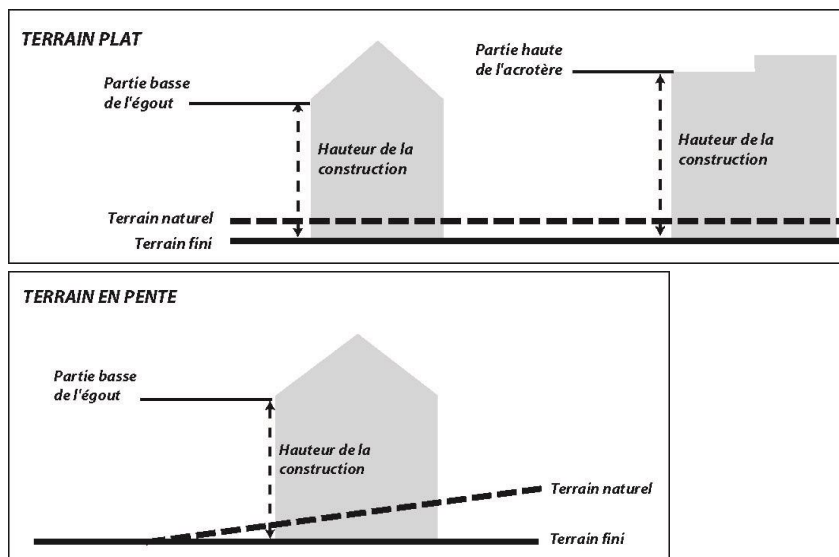 TERRAIN PLAT
Partie basse
de l'égout
Partie haute
de l'acrotère
Hauteur de la
construction
Hauteur de la
construction
Terrain naturel
Terrain fini
TERRAIN EN PENTE
Partie basse
de l'égout
Hauteur de la
construction
Terrain naturel
Terrain fini